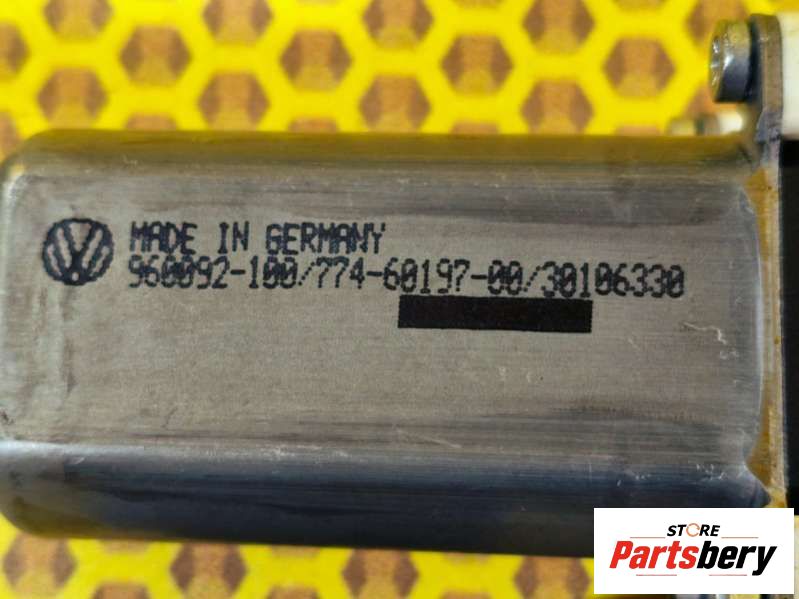 MADE IN GERMANY
960092-100/774-60197-00/30106330
STORE
Partsbery